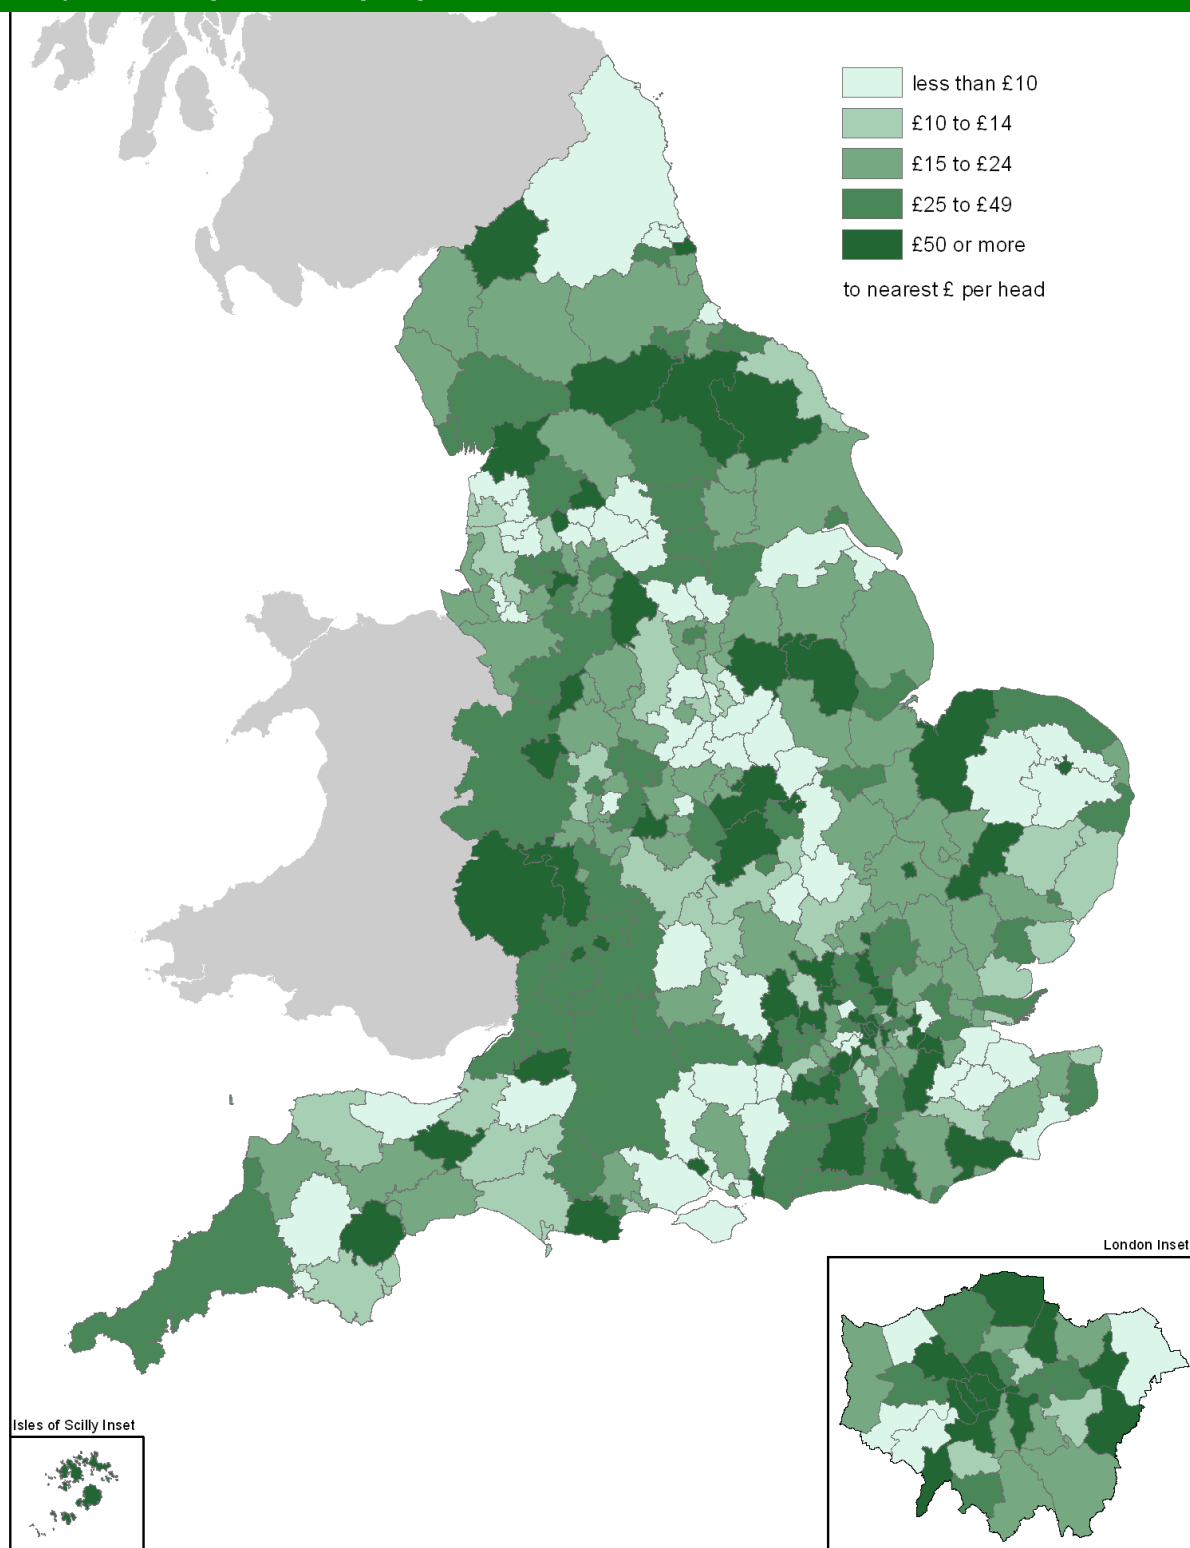 less than £10
£10 to £14
£15 to £24
£25 to £49
£50 or more
to nearest £ per head
London Inset
Isles of Scilly Inset